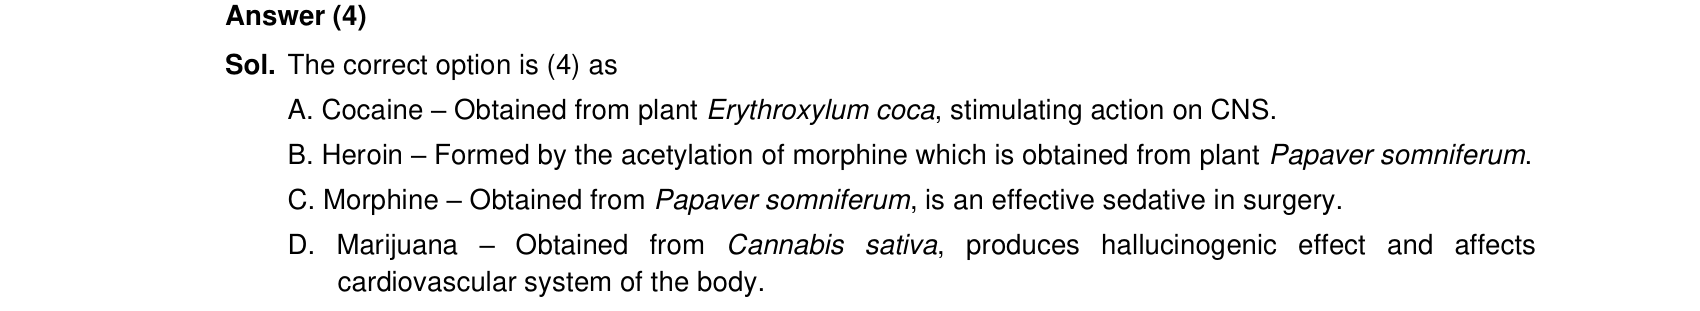 Answer (4)
Sol. The correct option is (4) as
A. Cocaine – Obtained from plant Erythroxylum coca, stimulating action on CNS.
B. Heroin – Formed by the acetylation of morphine which is obtained from plant Papaver somniferum.
C. Morphine – Obtained from Papaver somniferum, is an effective sedative in surgery.
D. Marijuana – Obtained from Cannabis sativa, produces hallucinogenic effect and affects
cardiovascular system of the body.